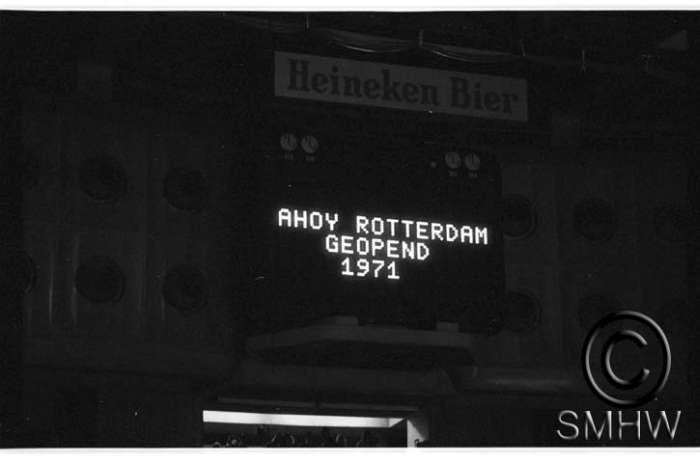 Heineken Bier
AHOY ROTTERDAM
GEOPEND
1971
©
SMHW